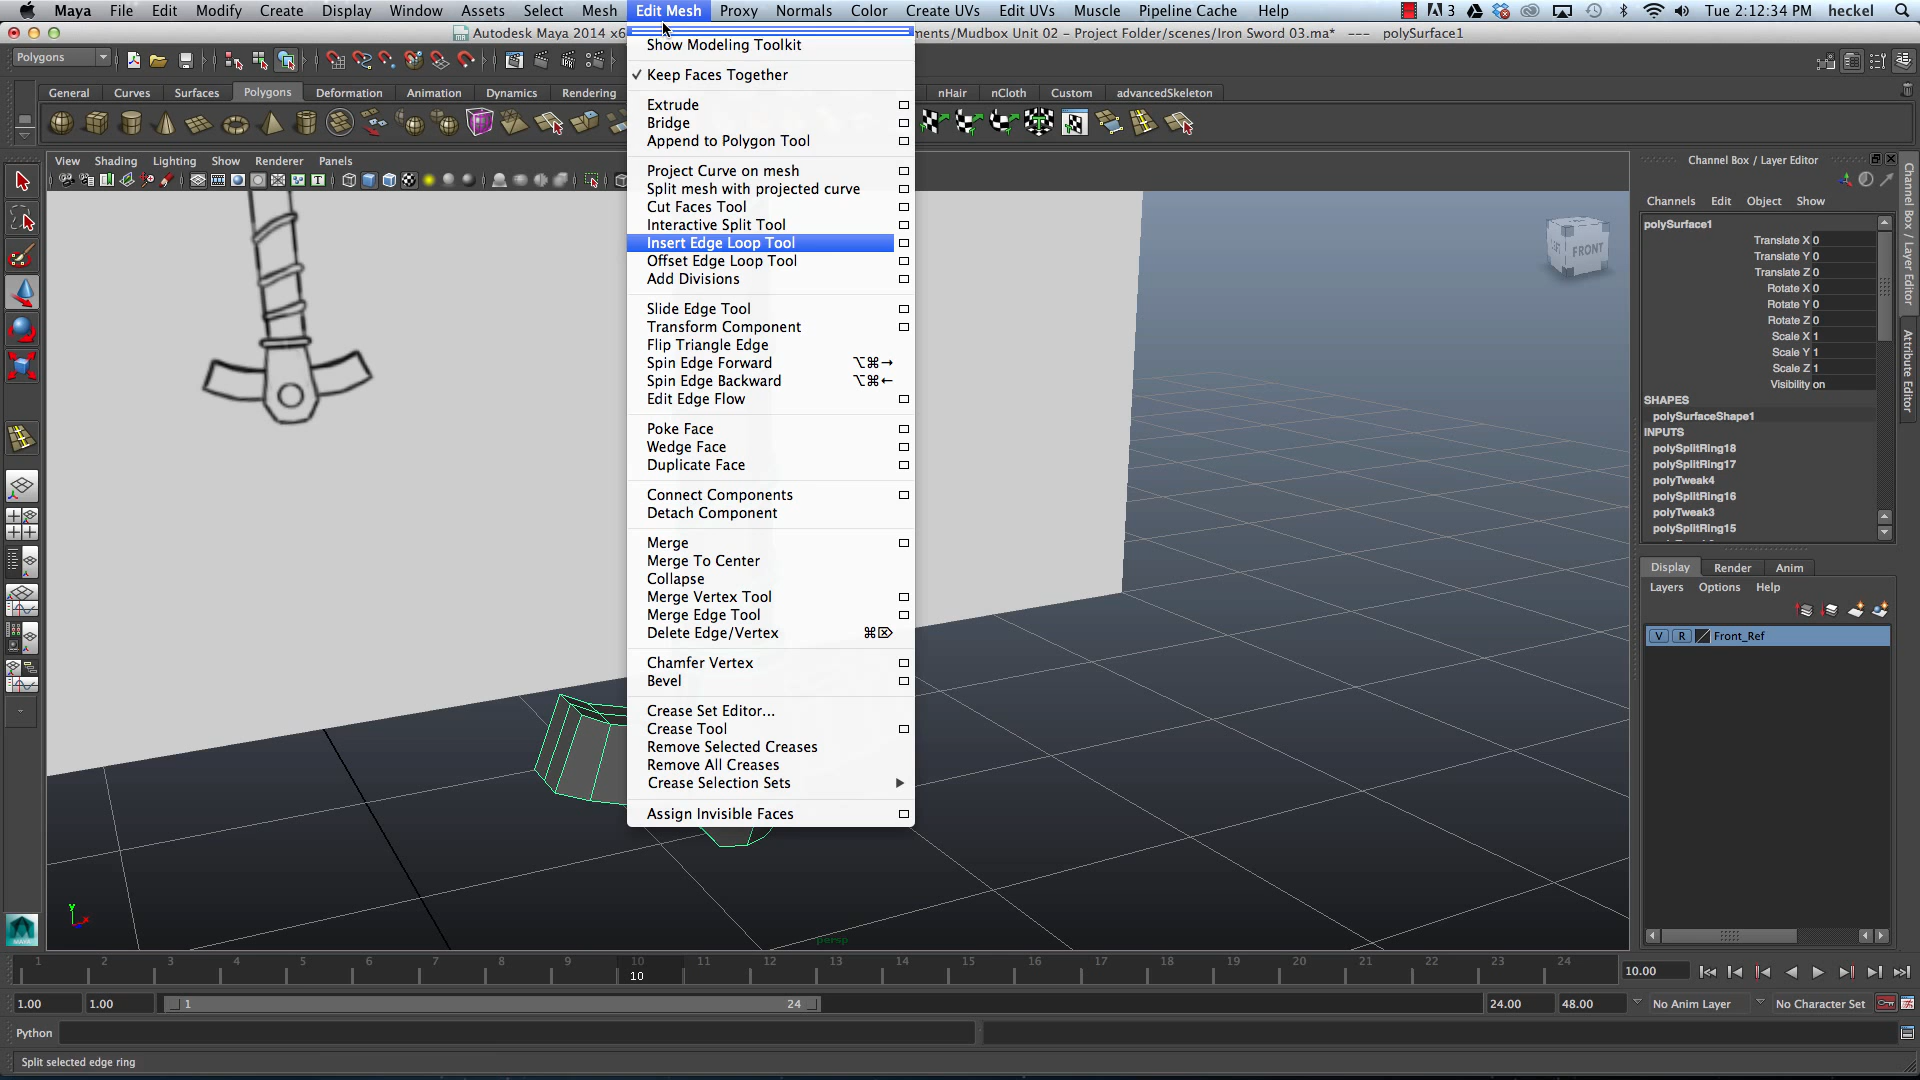 Maya File Edit Modify Create Display Window Assets Select Mesh Edit Mesh Proxy Normals Color Create UVs Edit UVs Muscle Pipeline Cache Help 3 Tue 2:12:34 PM heckel
Autodesk Maya 2014 x6 ments/Mudbox Unit 02 - Project Folder/scenes/Iron Sword 03.ma* --- polySurface1
Polygons
General Curves Surfaces Polygons Deformation Animation Dynamics Rendering nHair nCloth Custom advancedSkeleton
View Shading Lighting Show Renderer Panels
Show Modeling Toolkit
✓ Keep Faces Together
Extrude
Bridge
Append to Polygon Tool
Project Curve on mesh
Split mesh with projected curve
Cut Faces Tool
Interactive Split Tool
Insert Edge Loop Tool
Offset Edge Loop Tool
Add Divisions
Slide Edge Tool
Transform Component
Flip Triangle Edge
Spin Edge Forward ⌥⌘→
Spin Edge Backward ⌥⌘←
Edit Edge Flow
Poke Face
Wedge Face
Duplicate Face
Connect Components
Detach Component
Merge
Merge To Center
Collapse
Merge Vertex Tool
Merge Edge Tool
Delete Edge/Vertex ⌘⌦
Chamfer Vertex
Bevel
Crease Set Editor...
Crease Tool
Remove Selected Creases
Remove All Creases
Crease Selection Sets
Assign Invisible Faces
FRONT
y
x
persp
Channel Box / Layer Editor
Channels Edit Object Show
polySurface1
Translate X 0
Translate Y 0
Translate Z 0
Rotate X 0
Rotate Y 0
Rotate Z 0
Scale X 1
Scale Y 1
Scale Z 1
Visibility on
SHAPES
polySurfaceShape1
INPUTS
polySplitRing18
polySplitRing17
polyTweak4
polySplitRing16
polyTweak3
polySplitRing15
Display Render Anim
Layers Options Help
V R Front_Ref
Channel Box / Layer Editor
Attribute Editor
1 2 3 4 5 6 7 8 9 10 11 12 13 14 15 16 17 18 19 20 21 22 23 24
10
10.00
1.00 1.00 1 24 24.00 48.00 No Anim Layer No Character Set
Python
Split selected edge ring